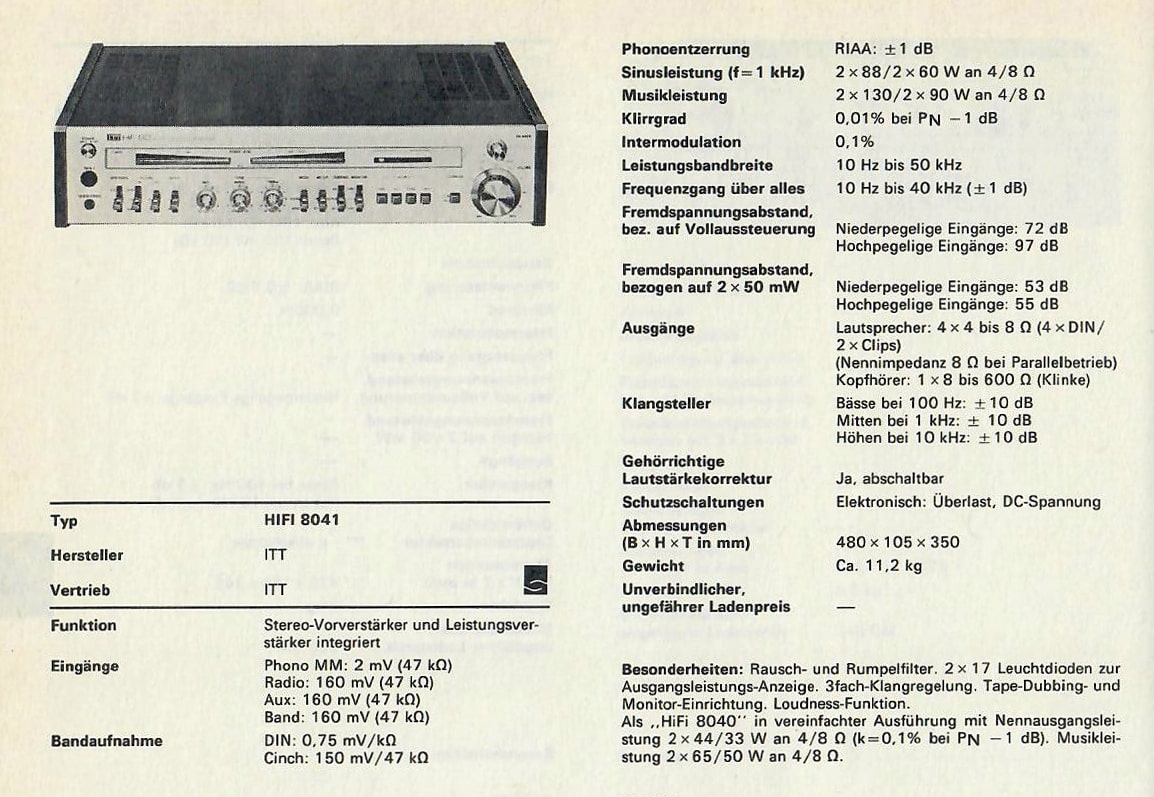 ITT
Typ HIFI 8041
Hersteller ITT
Vertrieb ITT
Funktion Stereo-Vorverstärker und Leistungsver-
stärker integriert
Eingänge Phono MM: 2 mV (47 kΩ)
Radio: 160 mV (47 kΩ)
Aux: 160 mV (47 kΩ)
Band: 160 mV (47 kΩ)
Bandaufnahme DIN: 0,75 mV/kΩ
Cinch: 150 mV/47 kΩ
Phonoentzerrung RIAA: ±1 dB
Sinusleistung (f=1 kHz) 2×88/2×60 W an 4/8 Ω
Musikleistung 2×130/2×90 W an 4/8 Ω
Klirrgrad 0,01% bei PN −1 dB
Intermodulation 0,1%
Leistungsbandbreite 10 Hz bis 50 kHz
Frequenzgang über alles 10 Hz bis 40 kHz (±1 dB)
Fremdspannungsabstand,
bez. auf Vollaussteuerung Niederpegelige Eingänge: 72 dB
Hochpegelige Eingänge: 97 dB
Fremdspannungsabstand,
bezogen auf 2×50 mW Niederpegelige Eingänge: 53 dB
Hochpegelige Eingänge: 55 dB
Ausgänge Lautsprecher: 4×4 bis 8 Ω (4×DIN/
2×Clips)
(Nennimpedanz 8 Ω bei Parallelbetrieb)
Kopfhörer: 1×8 bis 600 Ω (Klinke)
Klangsteller Bässe bei 100 Hz: ±10 dB
Mitten bei 1 kHz: ± 10 dB
Höhen bei 10 kHz: ±10 dB
Gehörrichtige
Lautstärkekorrektur Ja, abschaltbar
Schutzschaltungen Elektronisch: Überlast, DC-Spannung
Abmessungen
(B×H×T in mm) 480×105×350
Gewicht Ca. 11,2 kg
Unverbindlicher,
ungefährer Ladenpreis —
Besonderheiten: Rausch- und Rumpelfilter. 2×17 Leuchtdioden zur
Ausgangsleistungs-Anzeige. 3fach-Klangregelung. Tape-Dubbing- und
Monitor-Einrichtung. Loudness-Funktion.
Als „HiFi 8040" in vereinfachter Ausführung mit Nennausgangslei-
stung 2×44/33 W an 4/8 Ω (k=0,1% bei PN −1 dB). Musiklei-
stung 2×65/50 W an 4/8 Ω.